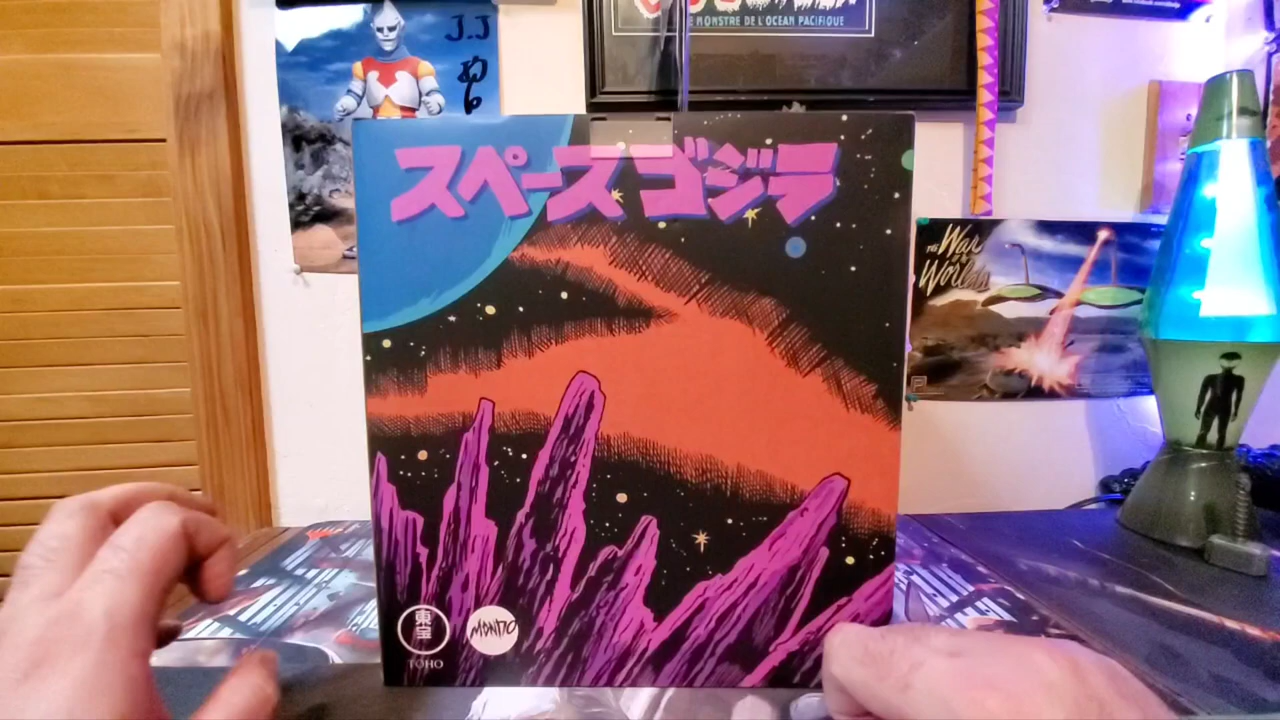 J.J
LE MONSTRE DE L'OCEAN PACIFIQUE
スペースゴジラ
THE War
of the
Worlds
東宝
TOHO
MONDO